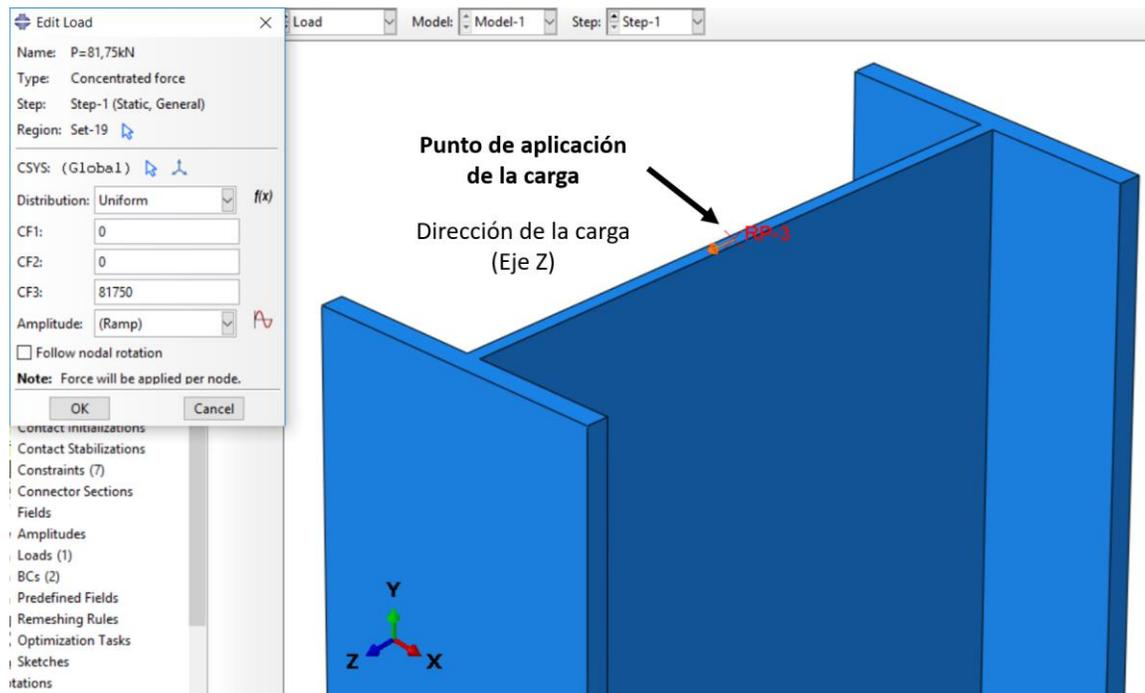 Edit Load
Load Model: Model-1 Step: Step-1
Name: P=81,75kN
Type: Concentrated force
Step: Step-1 (Static, General)
Region: Set-19
CSYS: (Global)
Distribution: Uniform f(x)
CF1: 0
CF2: 0
CF3: 81750
Amplitude: (Ramp)
Follow nodal rotation
Note: Force will be applied per node.
OK Cancel
Contact Initializations
Contact Stabilizations
Constraints (7)
Connector Sections
Fields
Amplitudes
Loads (1)
BCs (2)
Predefined Fields
Remeshing Rules
Optimization Tasks
Sketches
Punto de aplicación
de la carga
Dirección de la carga
(Eje Z)
RP-3
Y
Z X